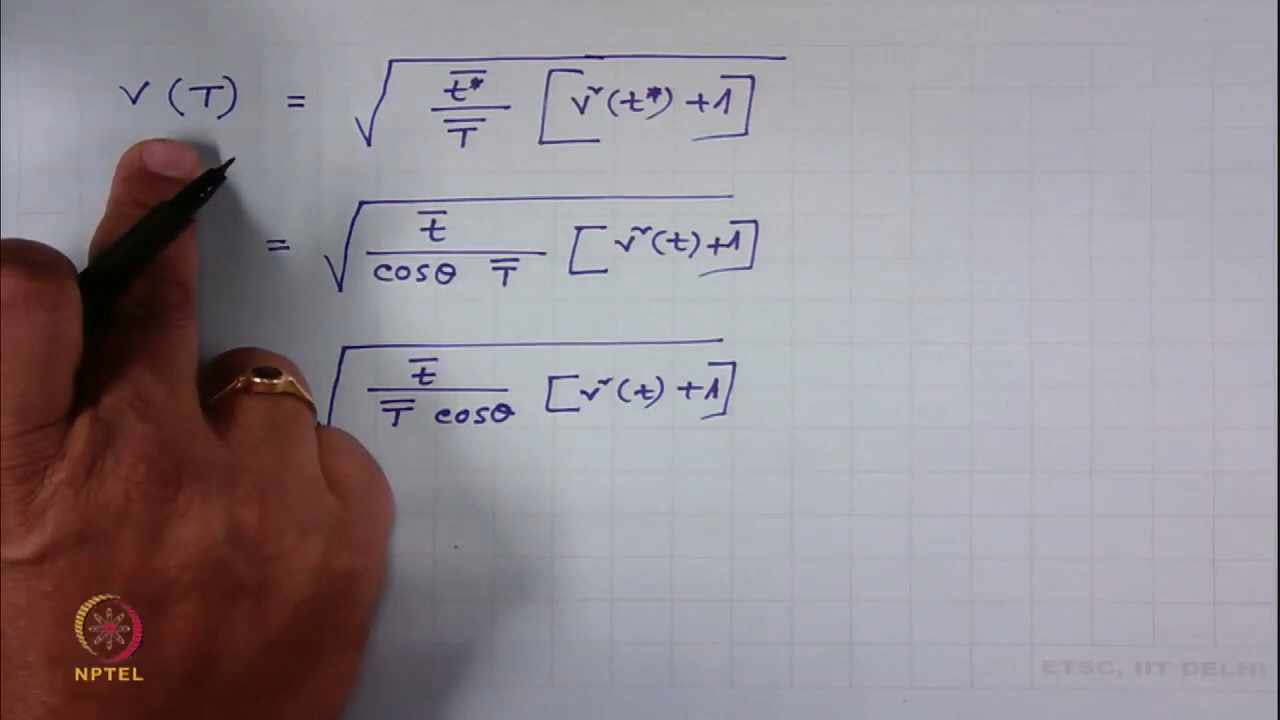 v (T) = √( t̄* / T̄ [ v²(t*) + 1 ] )
= √( t̄ / cosθ T̄ [ v²(t) + 1 ] )
√( t̄ / T̄ cosθ [ v²(t) + 1 ] )
NPTEL
ETSC, IIT DELHI